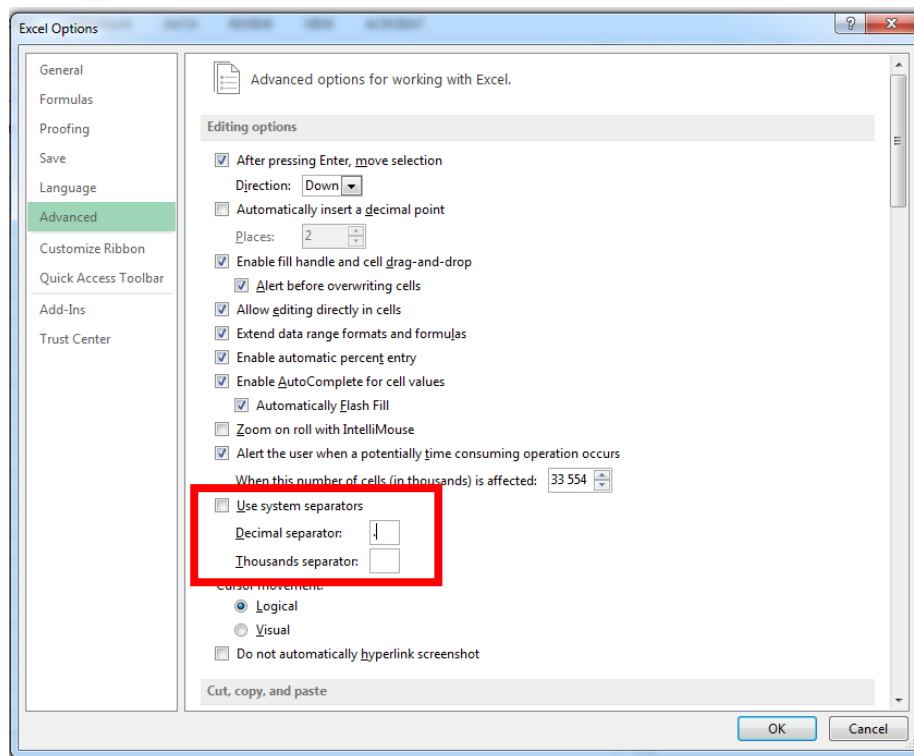 Excel Options
DATA REVIEW VIEW ACROBAT
General
Formulas
Proofing
Save
Language
Advanced
Customize Ribbon
Quick Access Toolbar
Add-Ins
Trust Center
Advanced options for working with Excel.
Editing options
After pressing Enter, move selection
Direction: Down
Automatically insert a decimal point
Places: 2
Enable fill handle and cell drag-and-drop
Alert before overwriting cells
Allow editing directly in cells
Extend data range formats and formulas
Enable automatic percent entry
Enable AutoComplete for cell values
Automatically Flash Fill
Zoom on roll with IntelliMouse
Alert the user when a potentially time consuming operation occurs
When this number of cells (in thousands) is affected: 33 554
Use system separators
Decimal separator: .
Thousands separator:
Cursor movement:
Logical
Visual
Do not automatically hyperlink screenshot
Cut, copy, and paste
OK Cancel